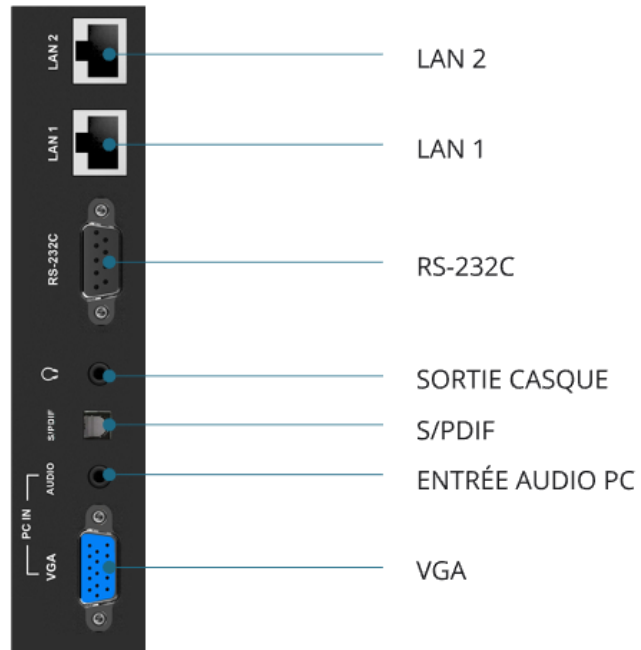 LAN 2
LAN 2
LAN 1
LAN 1
RS-232C
RS-232C
SORTIE CASQUE
S/PDIF
S/PDIF
AUDIO
ENTRÉE AUDIO PC
PC IN
VGA
VGA